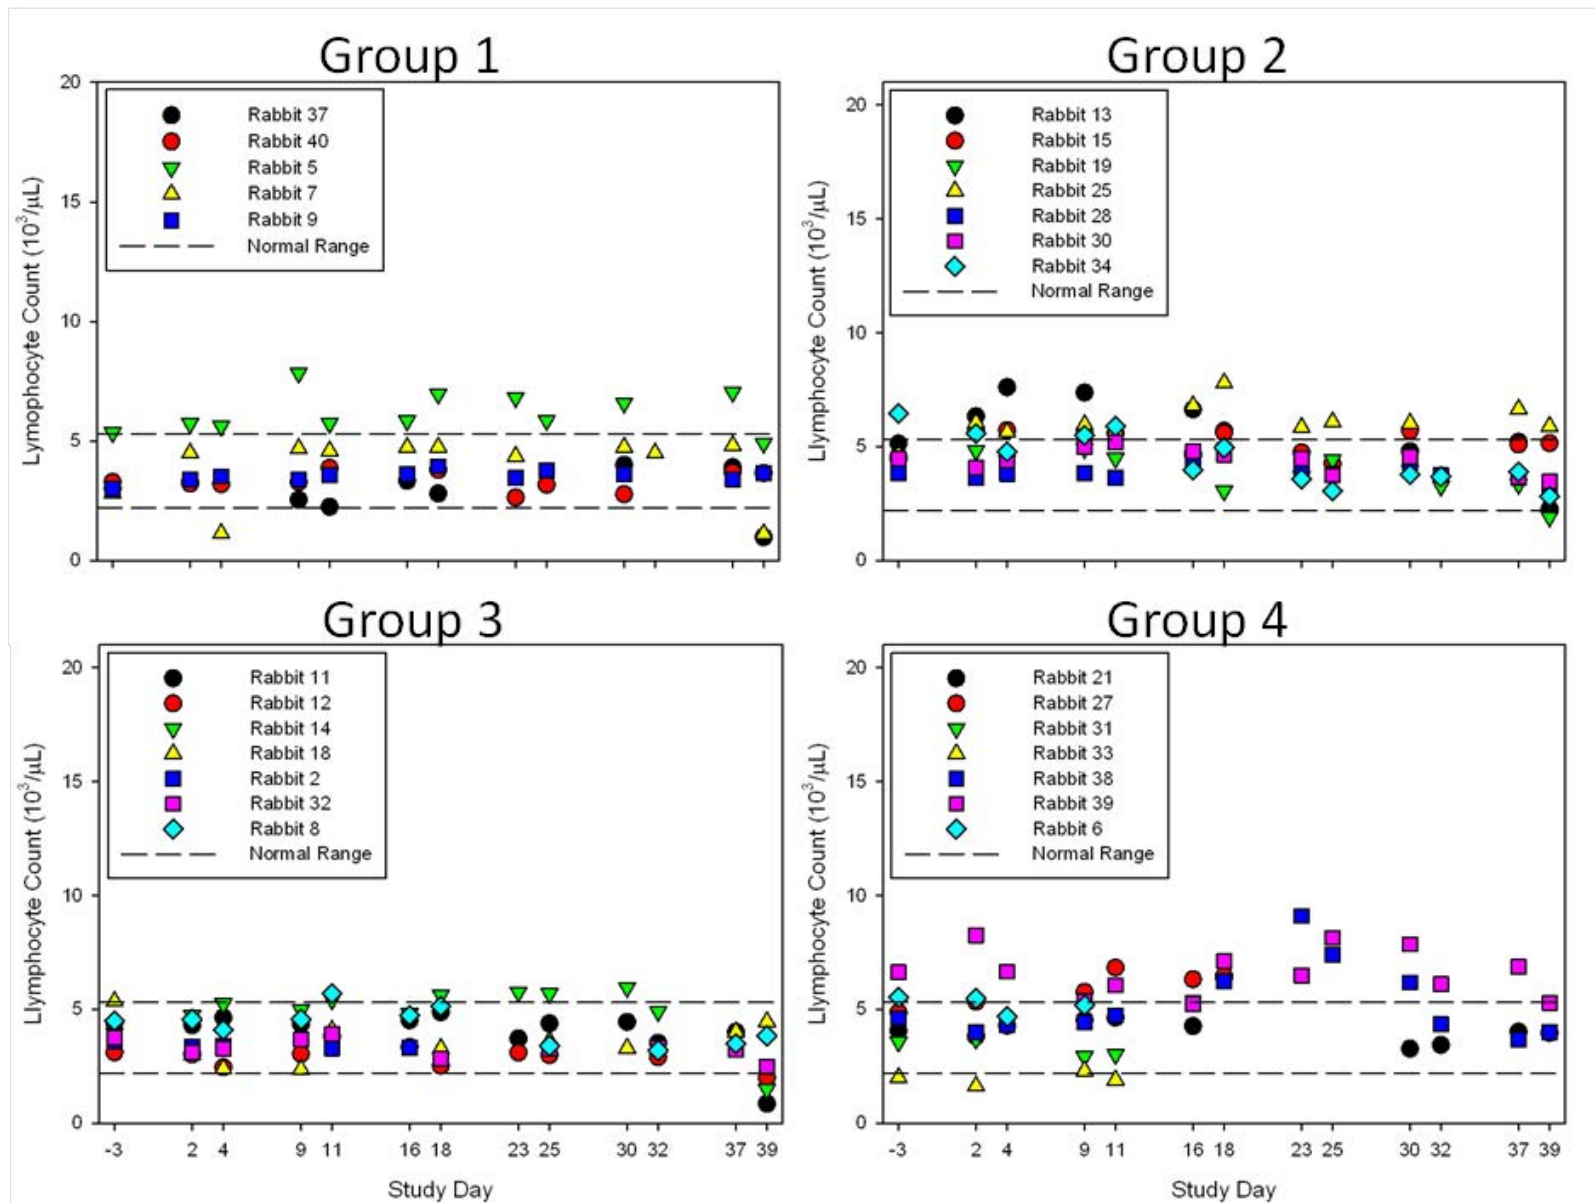 Group 1
20
15
10
5
0
Lymophocyte Count (10³/µL)
Rabbit 37
Rabbit 40
Rabbit 5
Rabbit 7
Rabbit 9
Normal Range
Group 2
20
15
10
5
0
Llymphocyte Count (10³/µL)
Rabbit 13
Rabbit 15
Rabbit 19
Rabbit 25
Rabbit 28
Rabbit 30
Rabbit 34
Normal Range
Group 3
20
15
10
5
0
Llymphocyte Count (10³/µL)
Rabbit 11
Rabbit 12
Rabbit 14
Rabbit 18
Rabbit 2
Rabbit 32
Rabbit 8
Normal Range
-3 2 4 9 11 16 18 23 25 30 32 37 39
Study Day
Group 4
20
15
10
5
0
Llymphocyte Count (10³/µL)
Rabbit 21
Rabbit 27
Rabbit 31
Rabbit 33
Rabbit 38
Rabbit 39
Rabbit 6
Normal Range
-3 2 4 9 11 16 18 23 25 30 32 37 39
Study Day